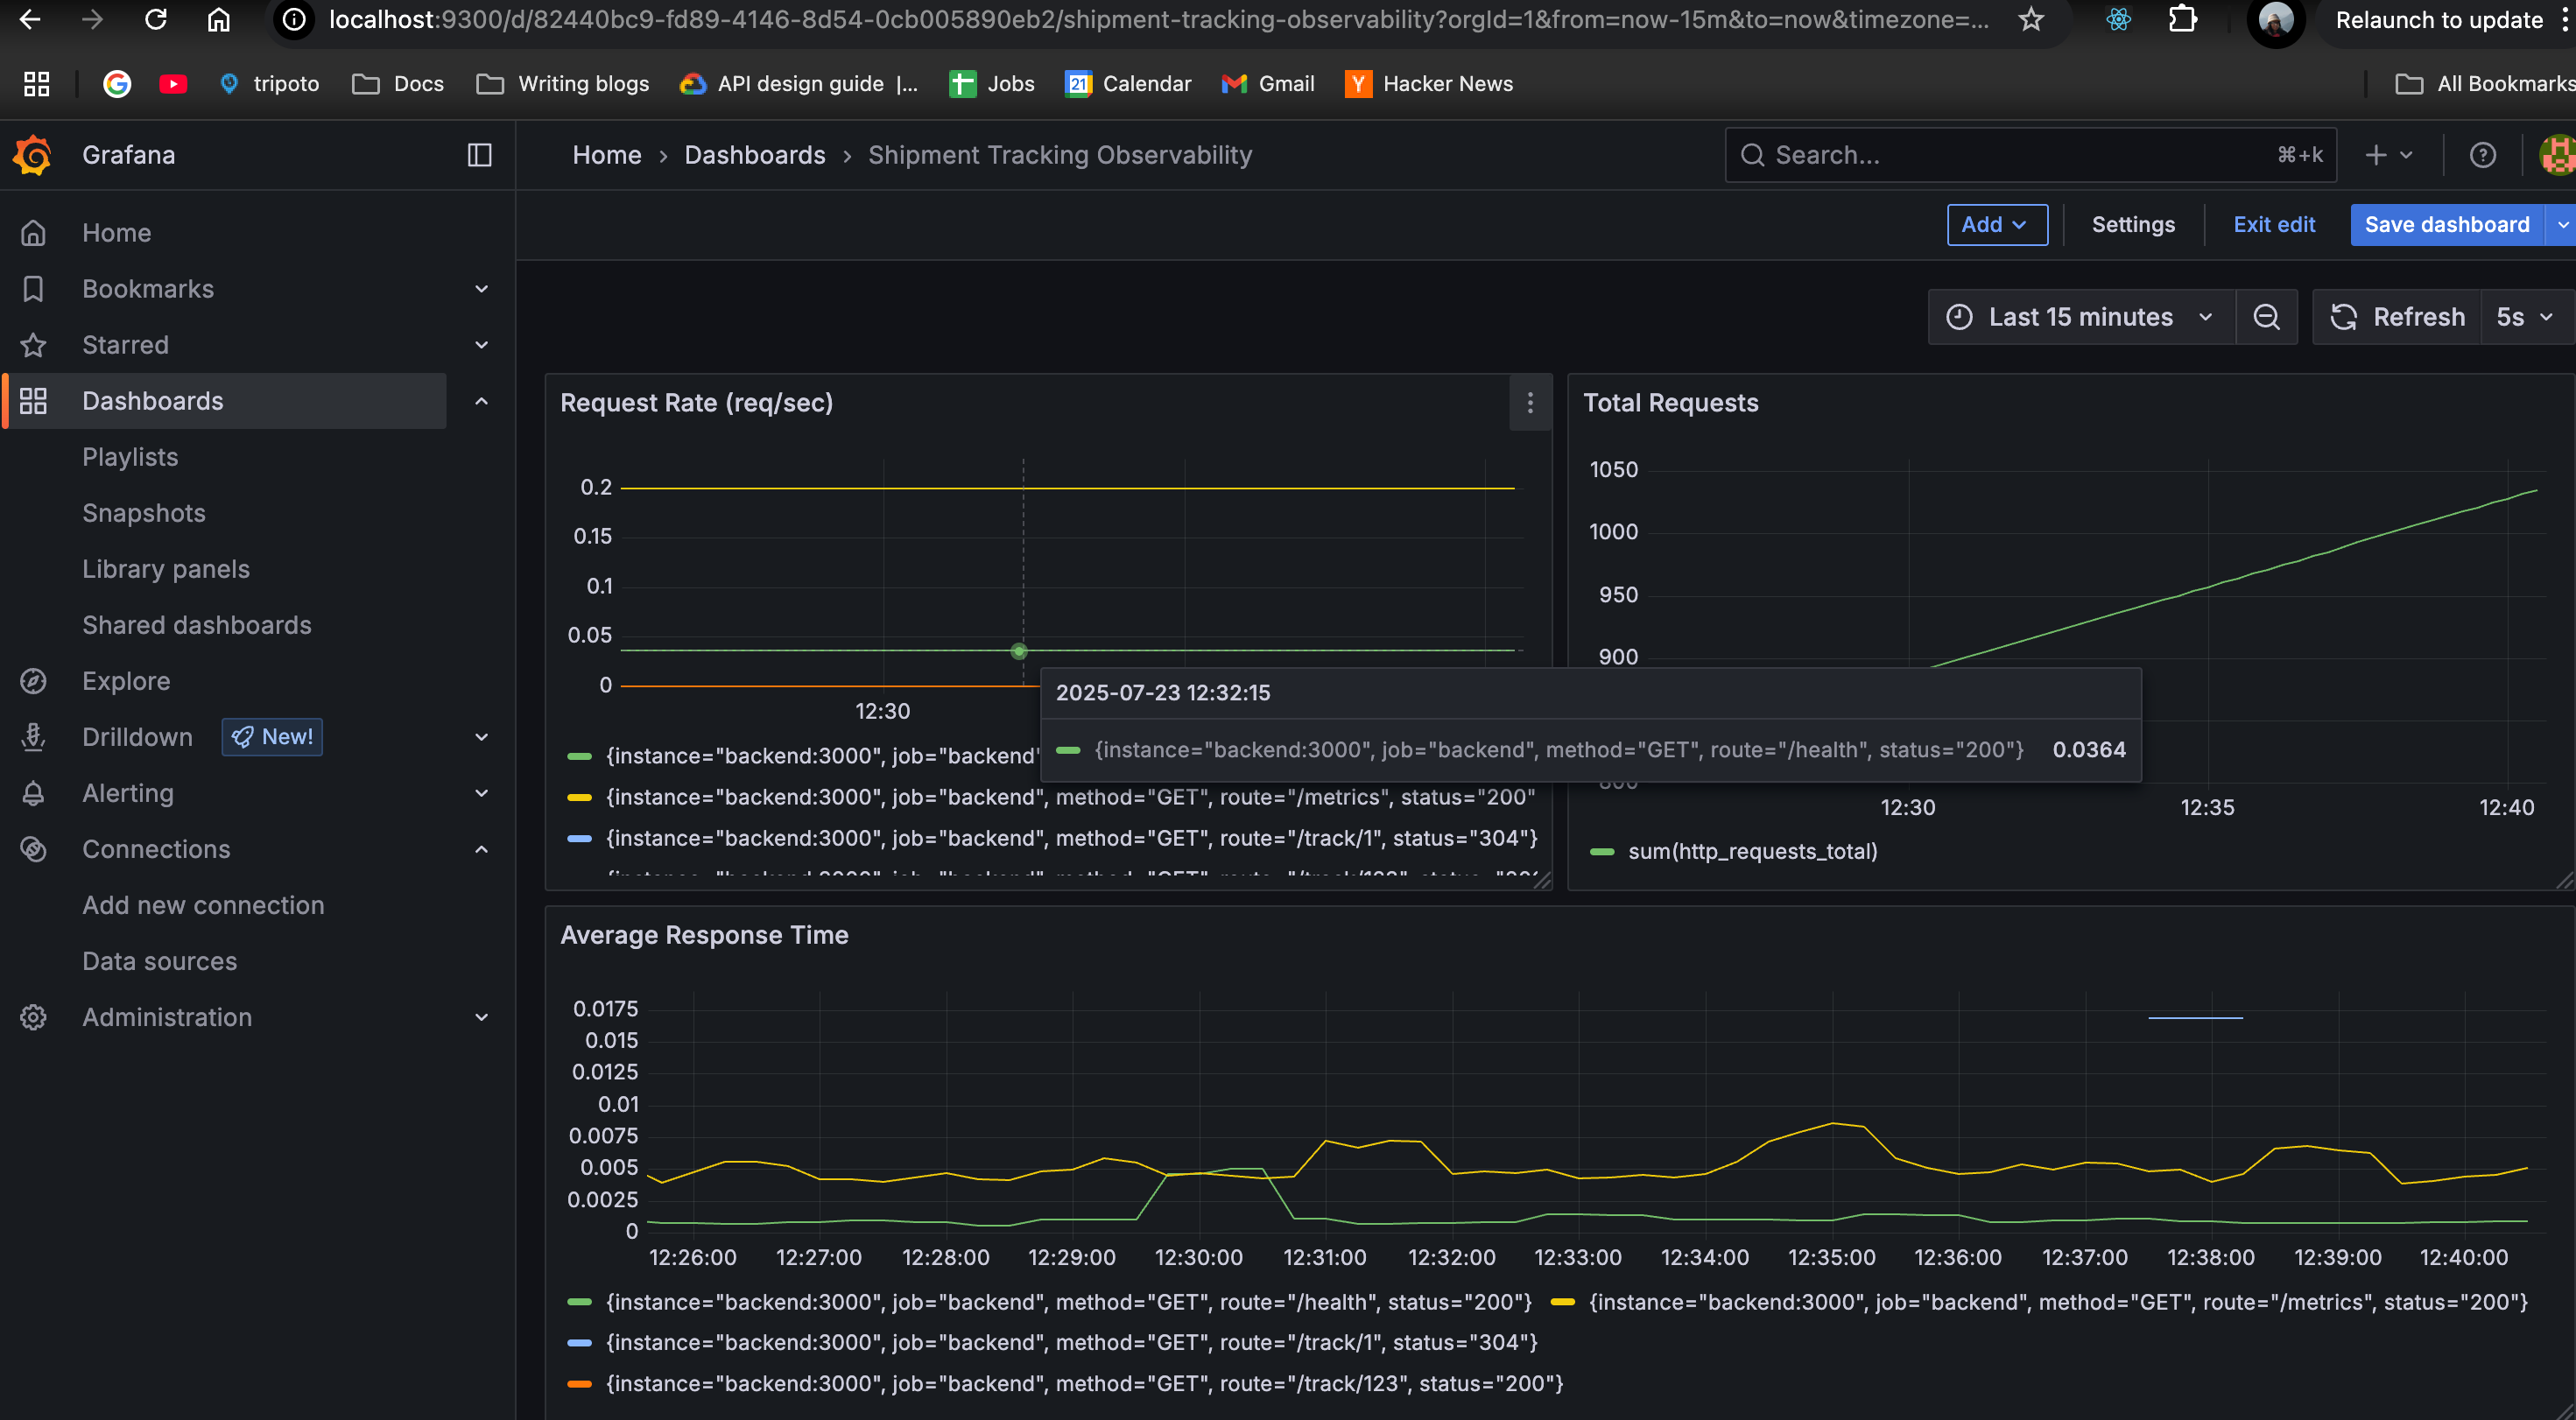 localhost:9300/d/82440bc9-fd89-4146-8d54-0cb005890eb2/shipment-tracking-observability?orgId=1&from=now-15m&to=now&timezone=...
Relaunch to update
tripoto Docs Writing blogs API design guide |... Jobs 21 Calendar Gmail Y Hacker News All Bookmarks
Grafana
Home › Dashboards › Shipment Tracking Observability
Search... ⌘+k
Add Settings Exit edit Save dashboard
Home
Bookmarks
Starred
Dashboards
Playlists
Snapshots
Library panels
Shared dashboards
Explore
Drilldown New!
Alerting
Connections
Add new connection
Data sources
Administration
Last 15 minutes Refresh 5s
Request Rate (req/sec)
0.2
0.15
0.1
0.05
0
12:30
{instance="backend:3000", job="backend"
{instance="backend:3000", job="backend", method="GET", route="/metrics", status="200"
{instance="backend:3000", job="backend", method="GET", route="/track/1", status="304"}
2025-07-23 12:32:15
{instance="backend:3000", job="backend", method="GET", route="/health", status="200"} 0.0364
Total Requests
1050
1000
950
900
12:30 12:35 12:40
sum(http_requests_total)
Average Response Time
0.0175
0.015
0.0125
0.01
0.0075
0.005
0.0025
0
12:26:00 12:27:00 12:28:00 12:29:00 12:30:00 12:31:00 12:32:00 12:33:00 12:34:00 12:35:00 12:36:00 12:37:00 12:38:00 12:39:00 12:40:00
{instance="backend:3000", job="backend", method="GET", route="/health", status="200"} {instance="backend:3000", job="backend", method="GET", route="/metrics", status="200"}
{instance="backend:3000", job="backend", method="GET", route="/track/1", status="304"}
{instance="backend:3000", job="backend", method="GET", route="/track/123", status="200"}